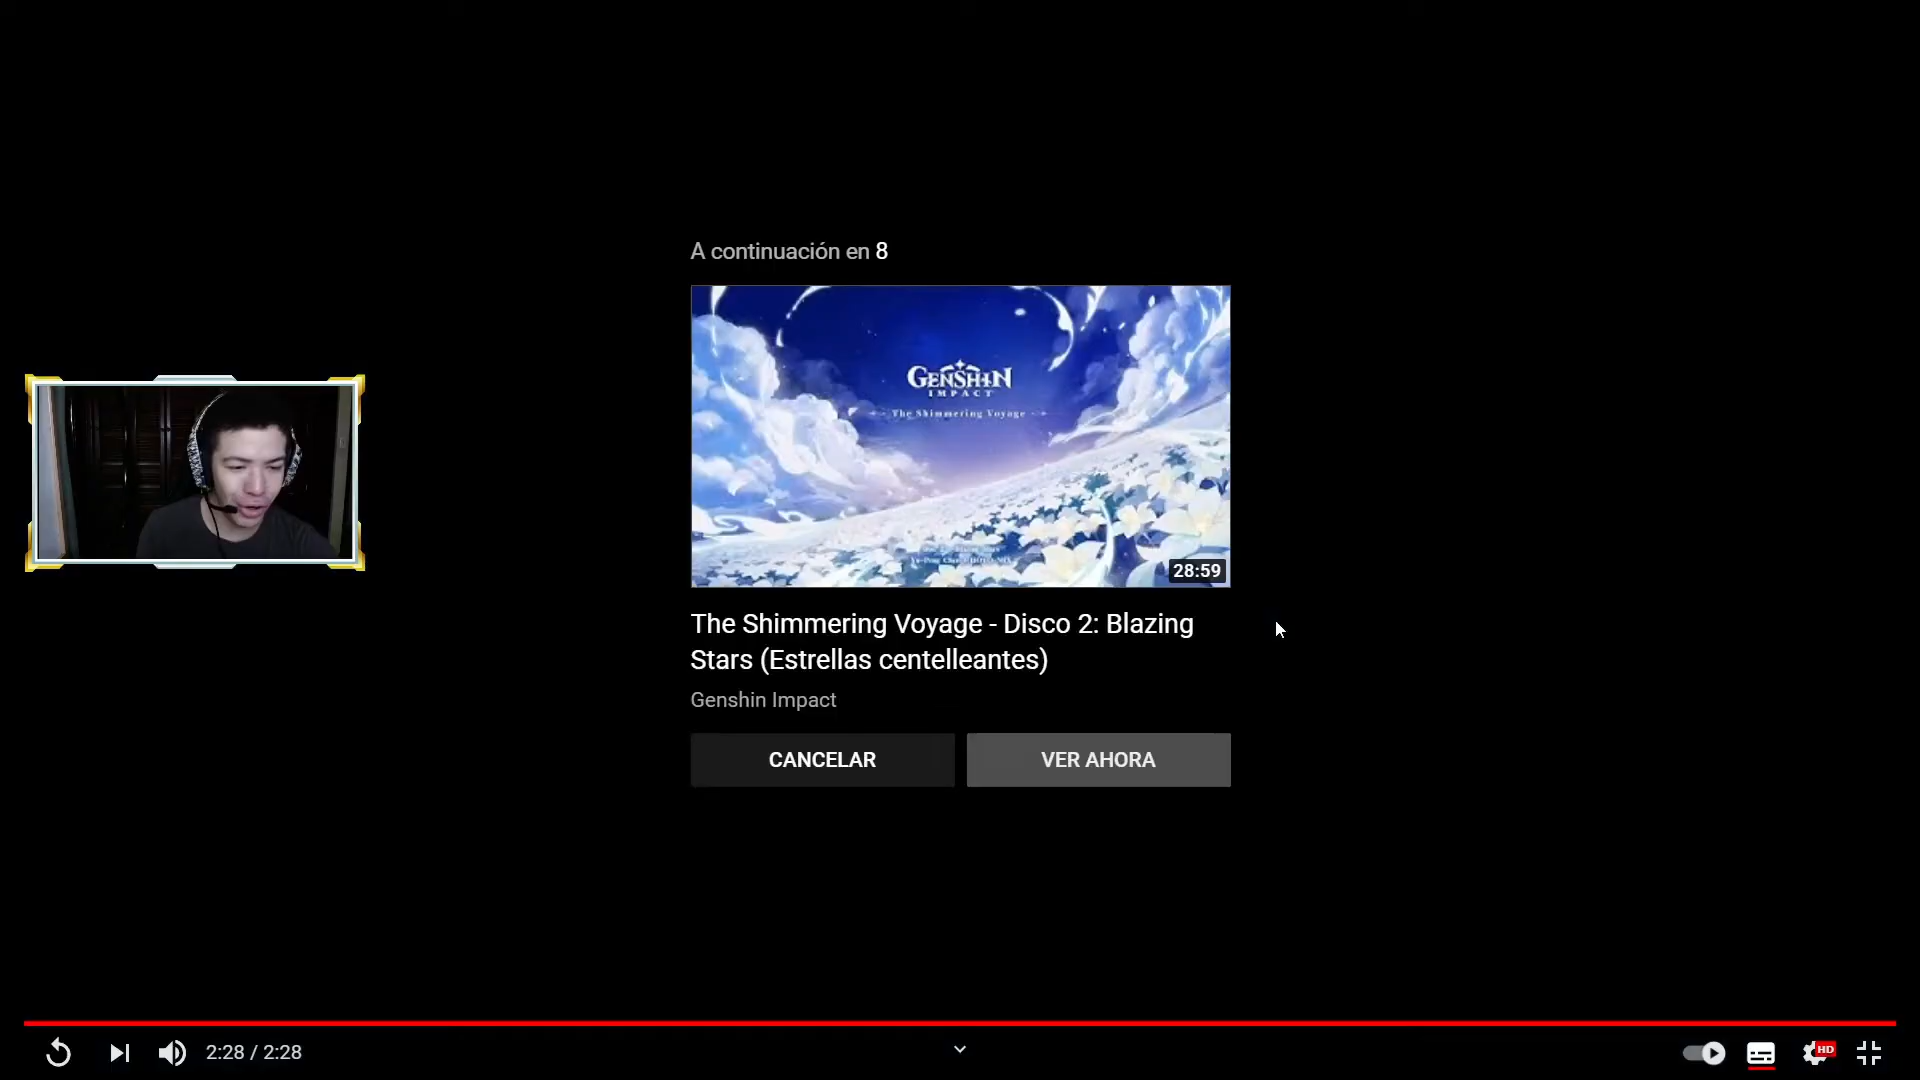 A continuación en 8
GENSHIN
IMPACT
The Shimmering Voyage
28:59
The Shimmering Voyage - Disco 2: Blazing
Stars (Estrellas centelleantes)
Genshin Impact
CANCELAR
VER AHORA
2:28 / 2:28
HD